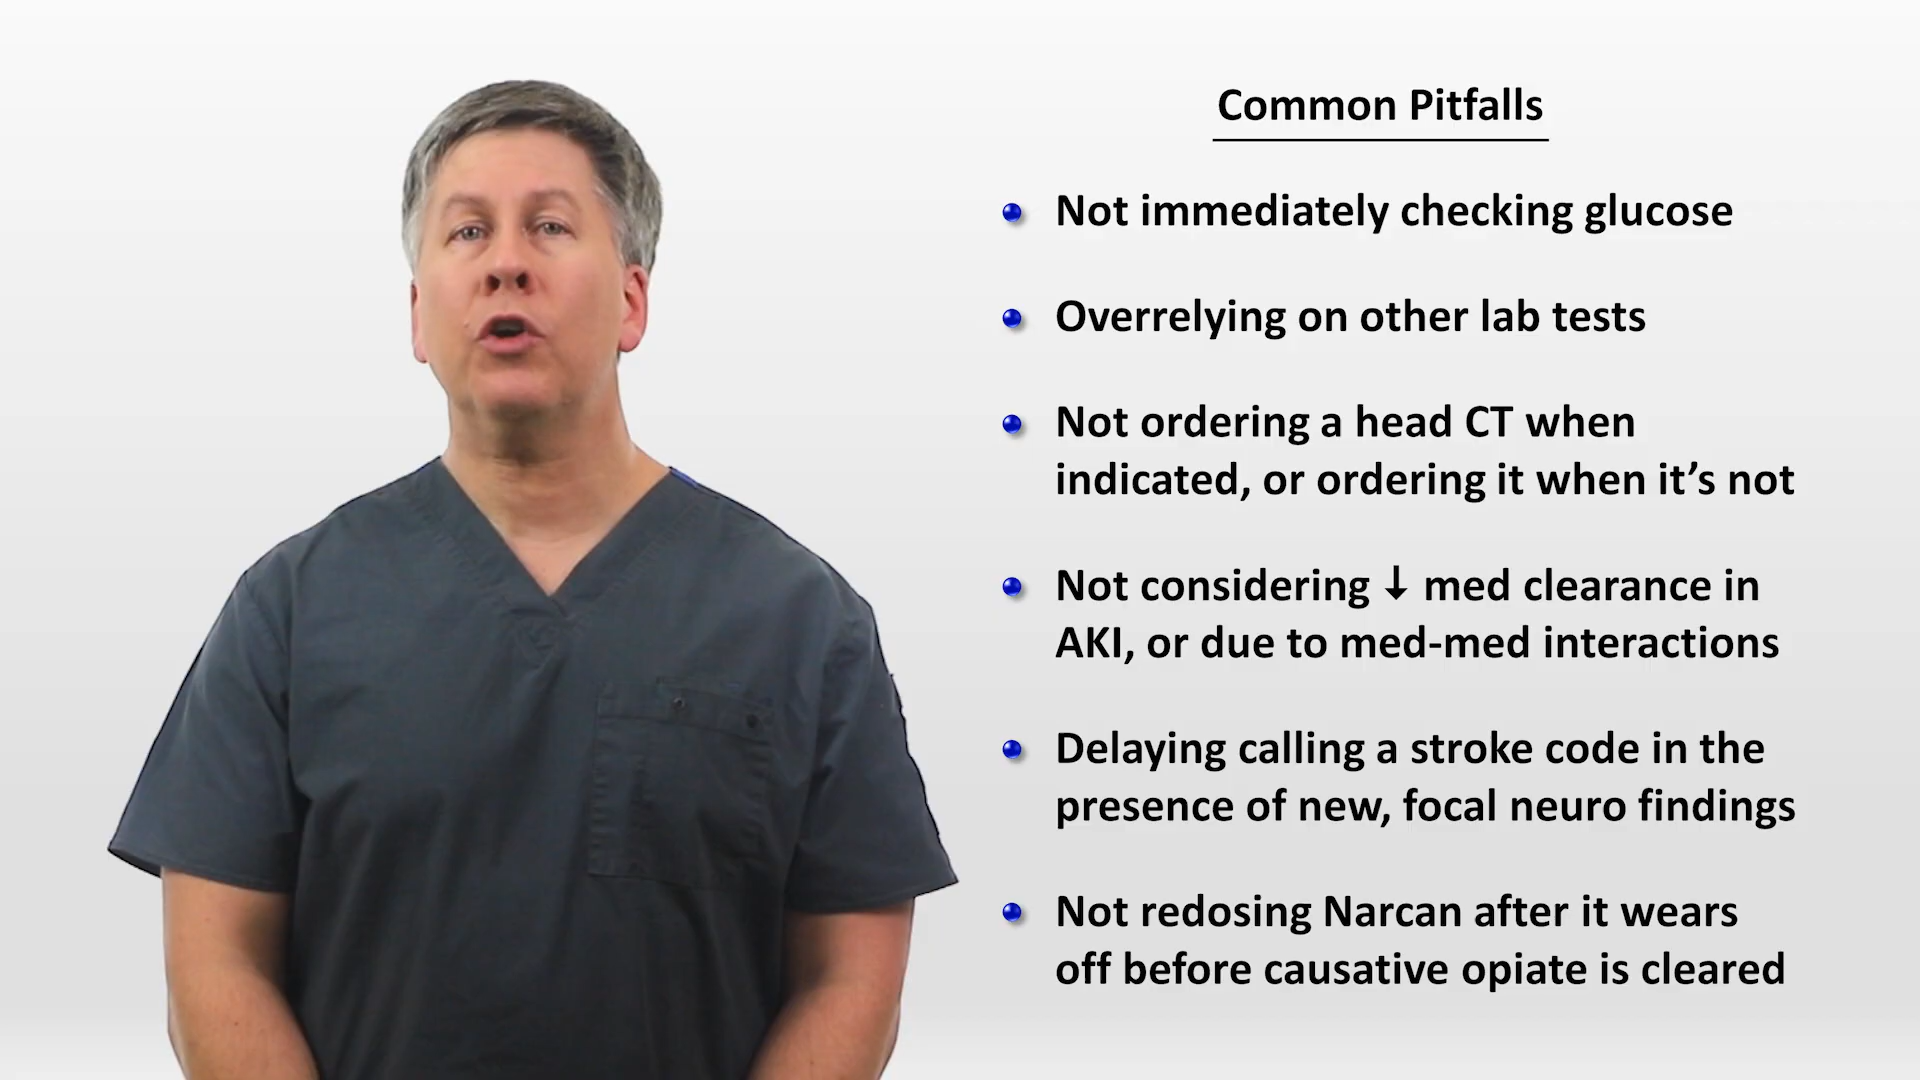 Common Pitfalls
Not immediately checking glucose
Overrelying on other lab tests
Not ordering a head CT when
indicated, or ordering it when it’s not
Not considering ↓ med clearance in
AKI, or due to med-med interactions
Delaying calling a stroke code in the
presence of new, focal neuro findings
Not redosing Narcan after it wears
off before causative opiate is cleared